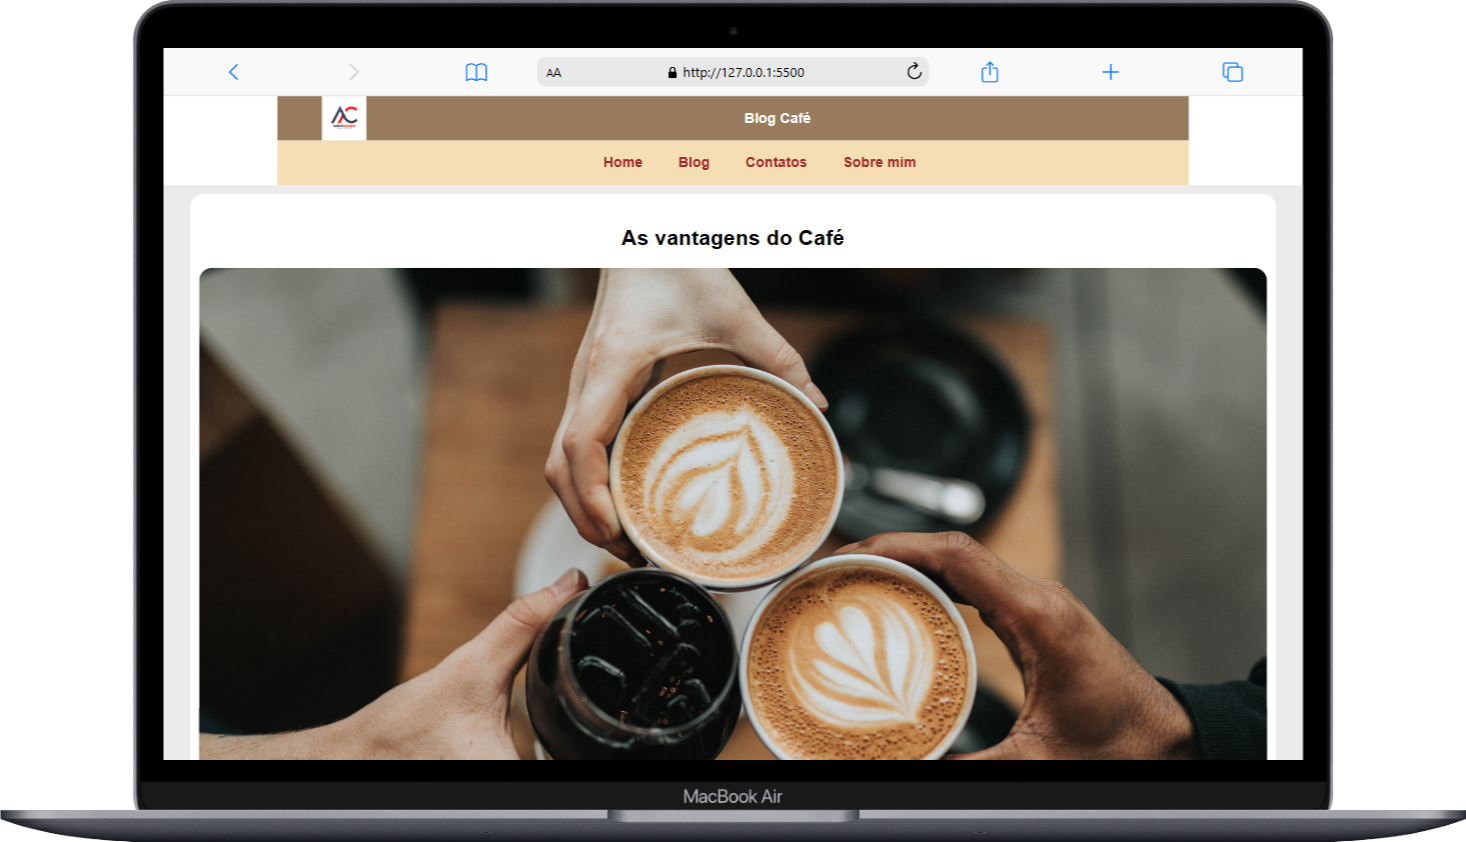 AA http://127.0.0.1:5500
AC
Blog Café
Home Blog Contatos Sobre mim
As vantagens do Café
MacBook Air